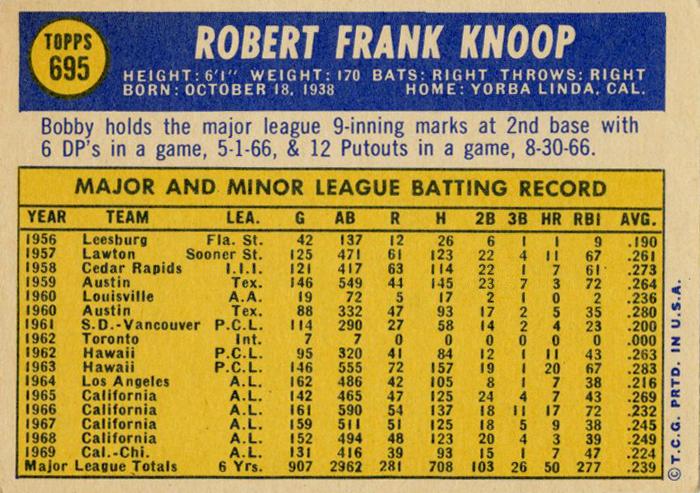 TOPPS
695
ROBERT FRANK KNOOP
HEIGHT: 6'1" WEIGHT: 170 BATS: RIGHT THROWS: RIGHT
BORN: OCTOBER 18, 1938 HOME: YORBA LINDA, CAL.
Bobby holds the major league 9-inning marks at 2nd base with
6 DP's in a game, 5-1-66, & 12 Putouts in a game, 8-30-66.
MAJOR AND MINOR LEAGUE BATTING RECORD
YEAR TEAM LEA. G AB R H 2B 3B HR RBI AVG.
1956 Leesburg Fla. St. 42 137 12 26 6 1 1 9 .190
1957 Lawton Sooner St. 125 471 61 123 22 4 11 67 .261
1958 Cedar Rapids I.I.I. 121 417 63 114 22 1 7 61 .273
1959 Austin Tex. 146 549 44 145 23 7 3 72 .264
1960 Louisville A.A. 19 72 5 17 2 1 0 2 .236
1960 Austin Tex. 88 332 47 93 17 2 5 35 .280
1961 S.D.-Vancouver P.C.L. 114 290 27 58 14 2 4 23 .200
1962 Toronto Int. 7 7 0 0 0 0 0 0 .000
1962 Hawaii P.C.L. 95 320 41 84 12 1 11 43 .263
1963 Hawaii P.C.L. 146 555 72 157 19 1 20 67 .283
1964 Los Angeles A.L. 162 486 42 105 8 1 7 38 .216
1965 California A.L. 142 465 47 125 24 4 7 43 .269
1966 California A.L. 161 590 54 137 18 11 17 72 .232
1967 California A.L. 159 511 51 125 18 5 9 38 .245
1968 California A.L. 152 494 48 123 20 4 3 39 .249
1969 Cal.-Chi. A.L. 131 416 39 93 15 1 7 47 .224
Major League Totals 6 Yrs. 907 2962 281 708 103 26 50 277 .239
© T.C.G. PRTD. IN U.S.A.